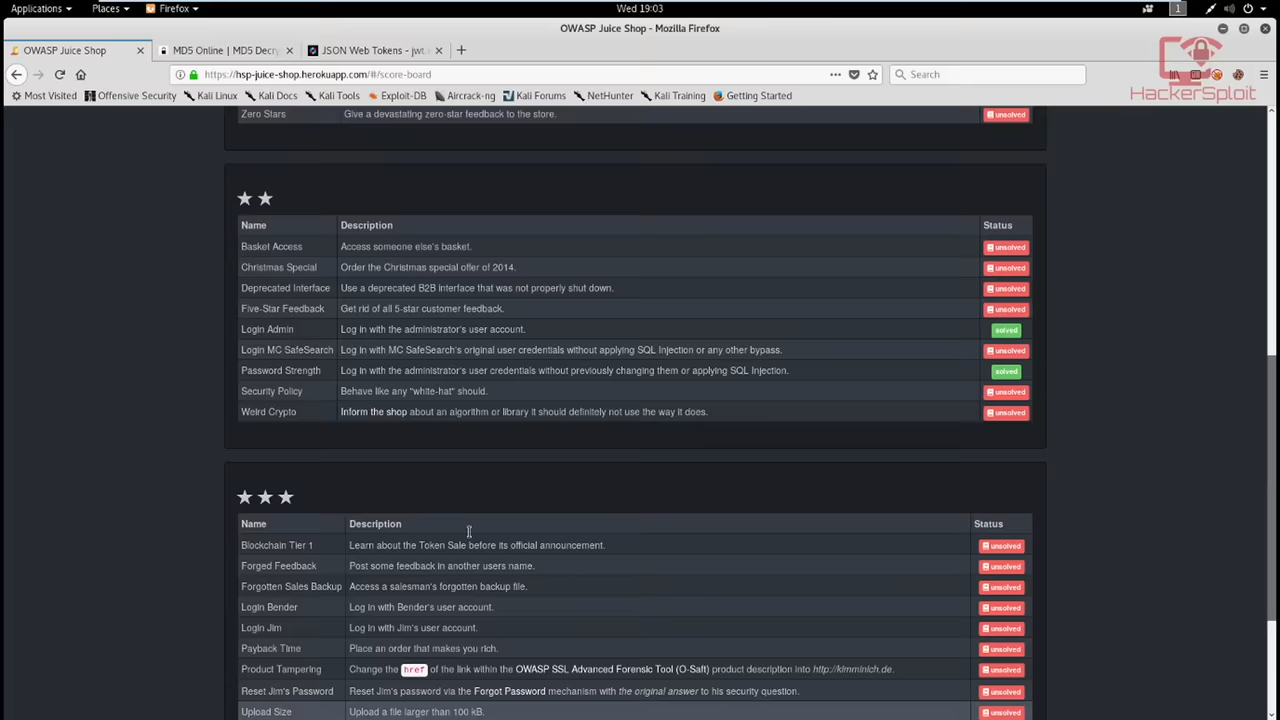 Applications Places Firefox Wed 19:03 1
OWASP Juice Shop - Mozilla Firefox
OWASP Juice Shop MD5 Online | MD5 Decry JSON Web Tokens - jwt.
https://hsp-juice-shop.herokuapp.com/#/score-board Search
HackerSploit
Most Visited Offensive Security Kali Linux Kali Docs Kali Tools Exploit-DB Aircrack-ng Kali Forums NetHunter Kali Training Getting Started
Zero Stars Give a devastating zero-star feedback to the store. unsolved
Name Description Status
Basket Access Access someone else's basket. unsolved
Christmas Special Order the Christmas special offer of 2014. unsolved
Deprecated Interface Use a deprecated B2B interface that was not properly shut down. unsolved
Five-Star Feedback Get rid of all 5-star customer feedback. unsolved
Login Admin Log in with the administrator's user account. solved
Login MC SafeSearch Log in with MC SafeSearch's original user credentials without applying SQL Injection or any other bypass. unsolved
Password Strength Log in with the administrator's user credentials without previously changing them or applying SQL Injection. solved
Security Policy Behave like any "white-hat" should. unsolved
Weird Crypto Inform the shop about an algorithm or library it should definitely not use the way it does. unsolved
Name Description Status
Blockchain Tier 1 Learn about the Token Sale before its official announcement. unsolved
Forged Feedback Post some feedback in another users name. unsolved
Forgotten Sales Backup Access a salesman's forgotten backup file. unsolved
Login Bender Log in with Bender's user account. unsolved
Login Jim Log in with Jim's user account. unsolved
Payback Time Place an order that makes you rich. unsolved
Product Tampering Change the href of the link within the OWASP SSL Advanced Forensic Tool (O-Saft) product description into http://kimminich.de. unsolved
Reset Jim's Password Reset Jim's password via the Forgot Password mechanism with the original answer to his security question. unsolved
Upload Size Upload a file larger than 100 kB. unsolved